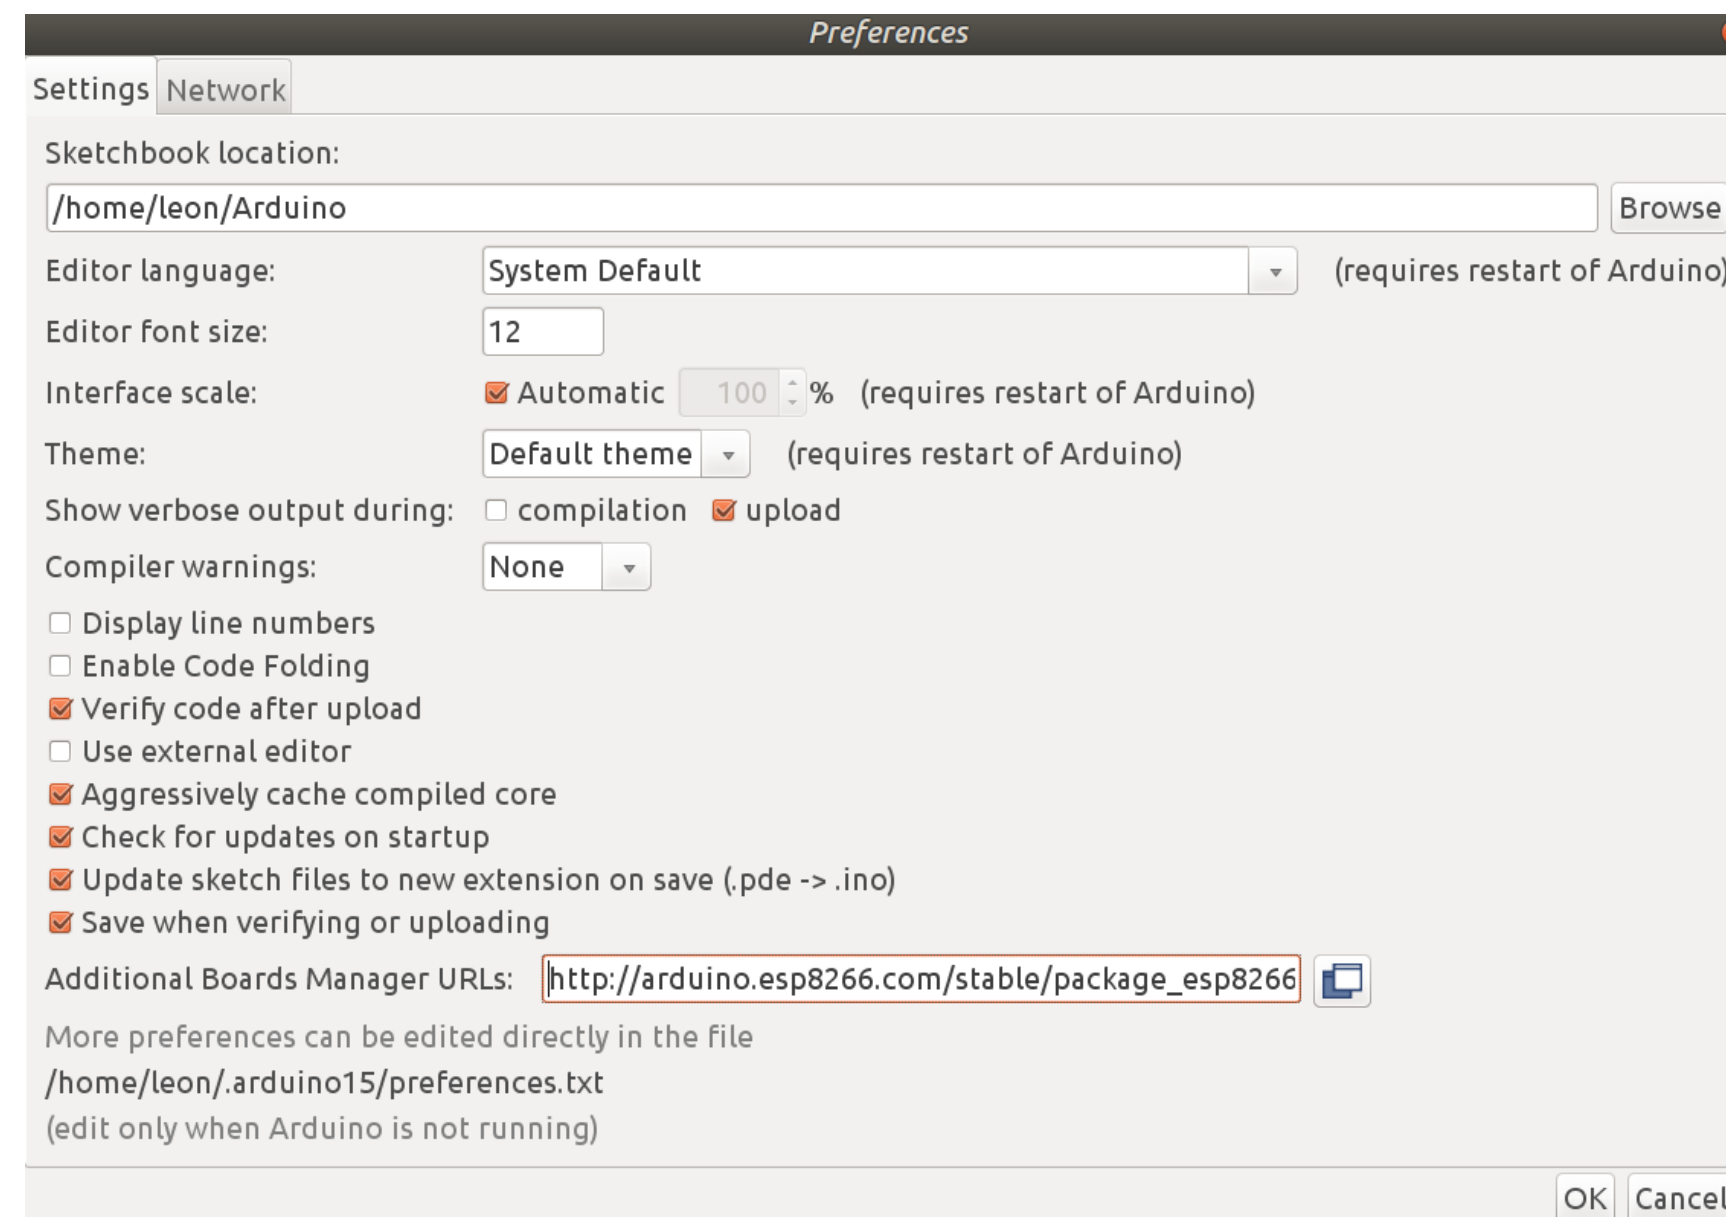 Preferences
Settings Network
Sketchbook location:
/home/leon/Arduino Browse
Editor language: System Default (requires restart of Arduino)
Editor font size: 12
Interface scale: Automatic 100 % (requires restart of Arduino)
Theme: Default theme (requires restart of Arduino)
Show verbose output during: compilation upload
Compiler warnings: None
Display line numbers
Enable Code Folding
Verify code after upload
Use external editor
Aggressively cache compiled core
Check for updates on startup
Update sketch files to new extension on save (.pde -> .ino)
Save when verifying or uploading
Additional Boards Manager URLs: http://arduino.esp8266.com/stable/package_esp8266
More preferences can be edited directly in the file
/home/leon/.arduino15/preferences.txt
(edit only when Arduino is not running)
OK Cancel